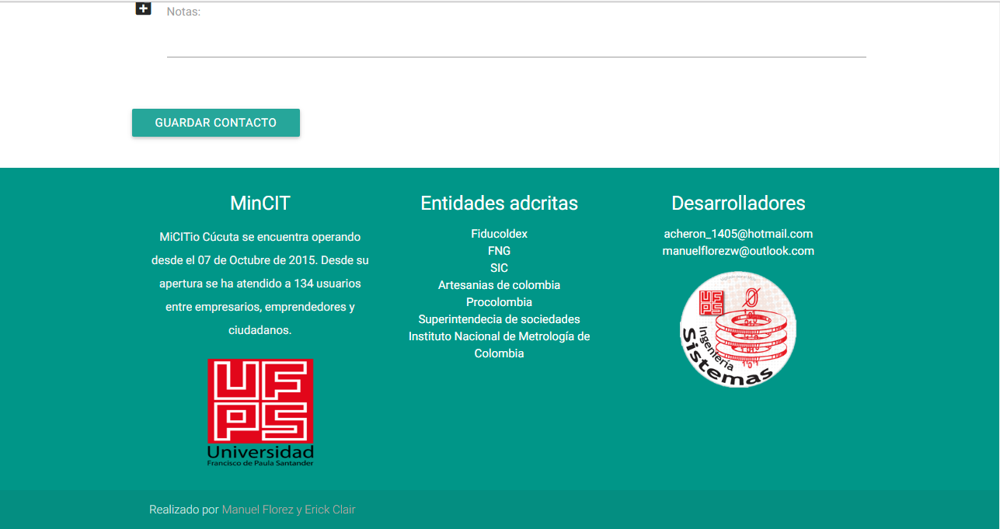 Notas:
GUARDAR CONTACTO
MinCIT
MiCITio Cúcuta se encuentra operando
desde el 07 de Octubre de 2015. Desde su
apertura se ha atendido a 134 usuarios
entre empresarios, emprendedores y
ciudadanos.
UFPS
Universidad
Francisco de Paula Santander
Entidades adcritas
Fiducoldex
FNG
SIC
Artesanias de colombia
Procolombia
Superintendecia de sociedades
Instituto Nacional de Metrología de
Colombia
Desarrolladores
acheron_1405@hotmail.com
manuelflorezw@outlook.com
UFPS
Ingeniería
Sistemas
Realizado por Manuel Florez y Erick Clair